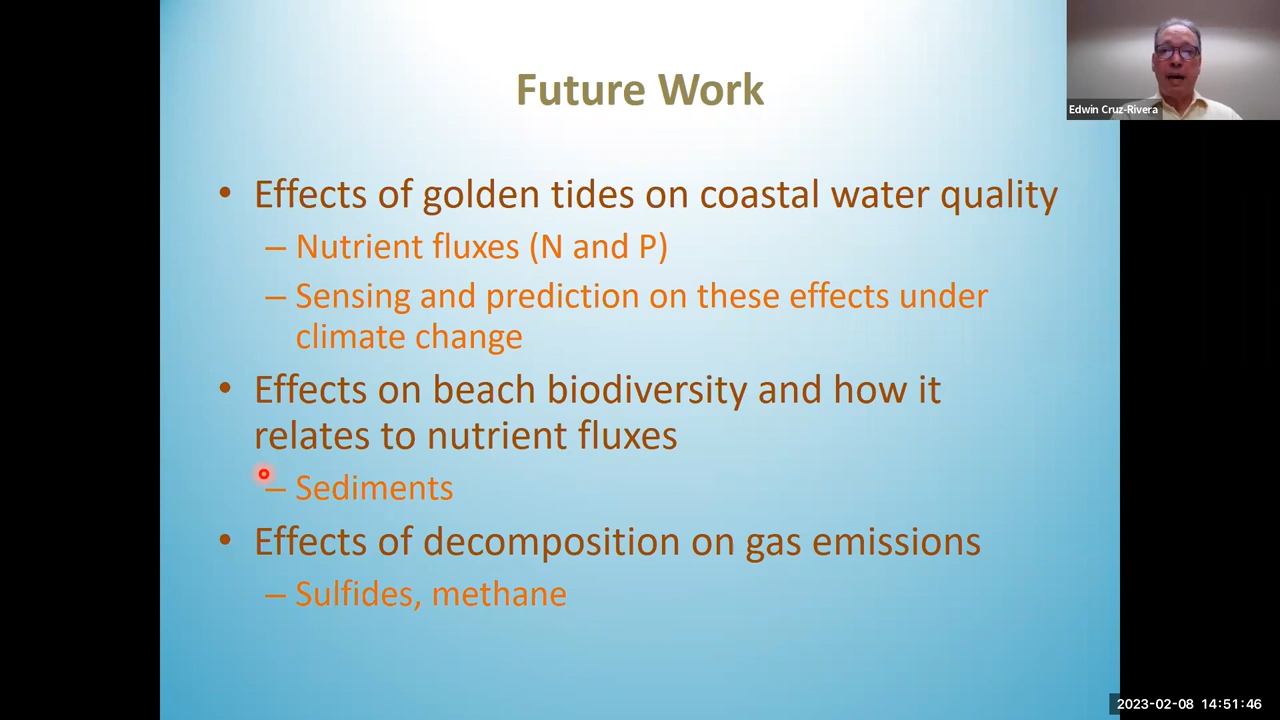 Future Work
Edwin Cruz-Rivera
• Effects of golden tides on coastal water quality
– Nutrient fluxes (N and P)
– Sensing and prediction on these effects under
climate change
• Effects on beach biodiversity and how it
relates to nutrient fluxes
– Sediments
• Effects of decomposition on gas emissions
– Sulfides, methane
2023-02-08 14:51:46